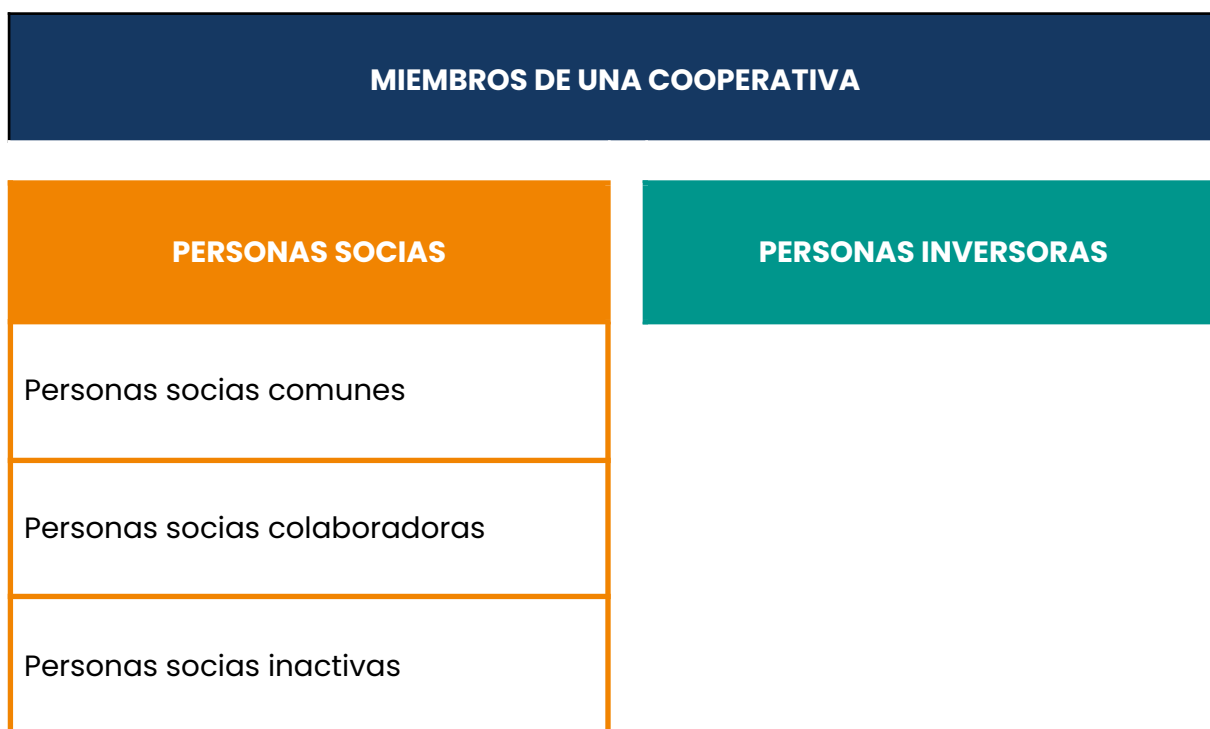 MIEMBROS DE UNA COOPERATIVA
PERSONAS SOCIAS
PERSONAS INVERSORAS
Personas socias comunes
Personas socias colaboradoras
Personas socias inactivas